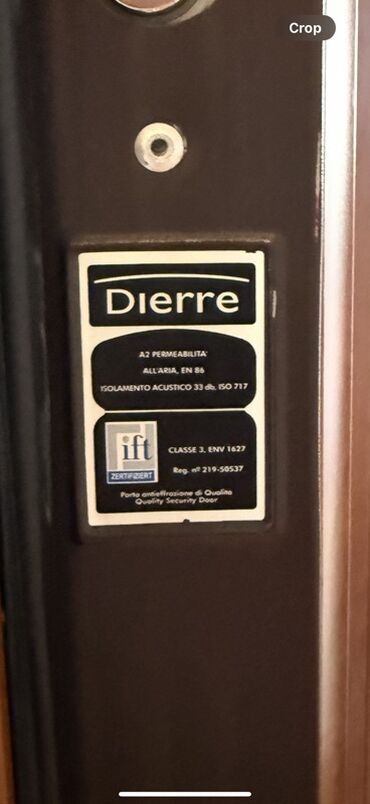 Crop
Dierre
A2 PERMEABILITA'
ALL'ARIA, EN 86
ISOLAMENTO ACUSTICO 33 db, ISO 717
ift
ZERTIFIZIERT
CLASSE 3, ENV 1627
Reg. nº 219-50537
Porta antieffrazione di Qualita
Quality Security Door